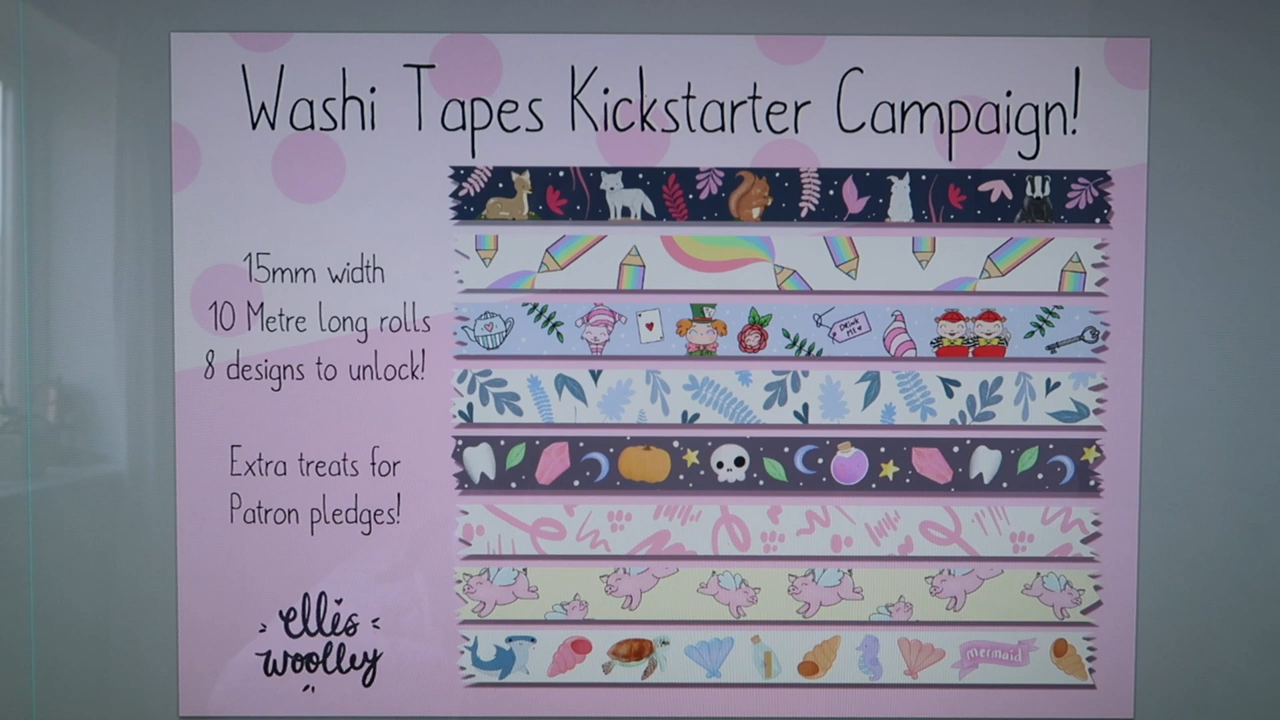 Washi Tapes Kickstarter Campaign!
15mm width
10 Metre long rolls
8 designs to unlock!
DRINK
ME
Extra treats for
Patron pledges!
ellis
woolley
mermaid